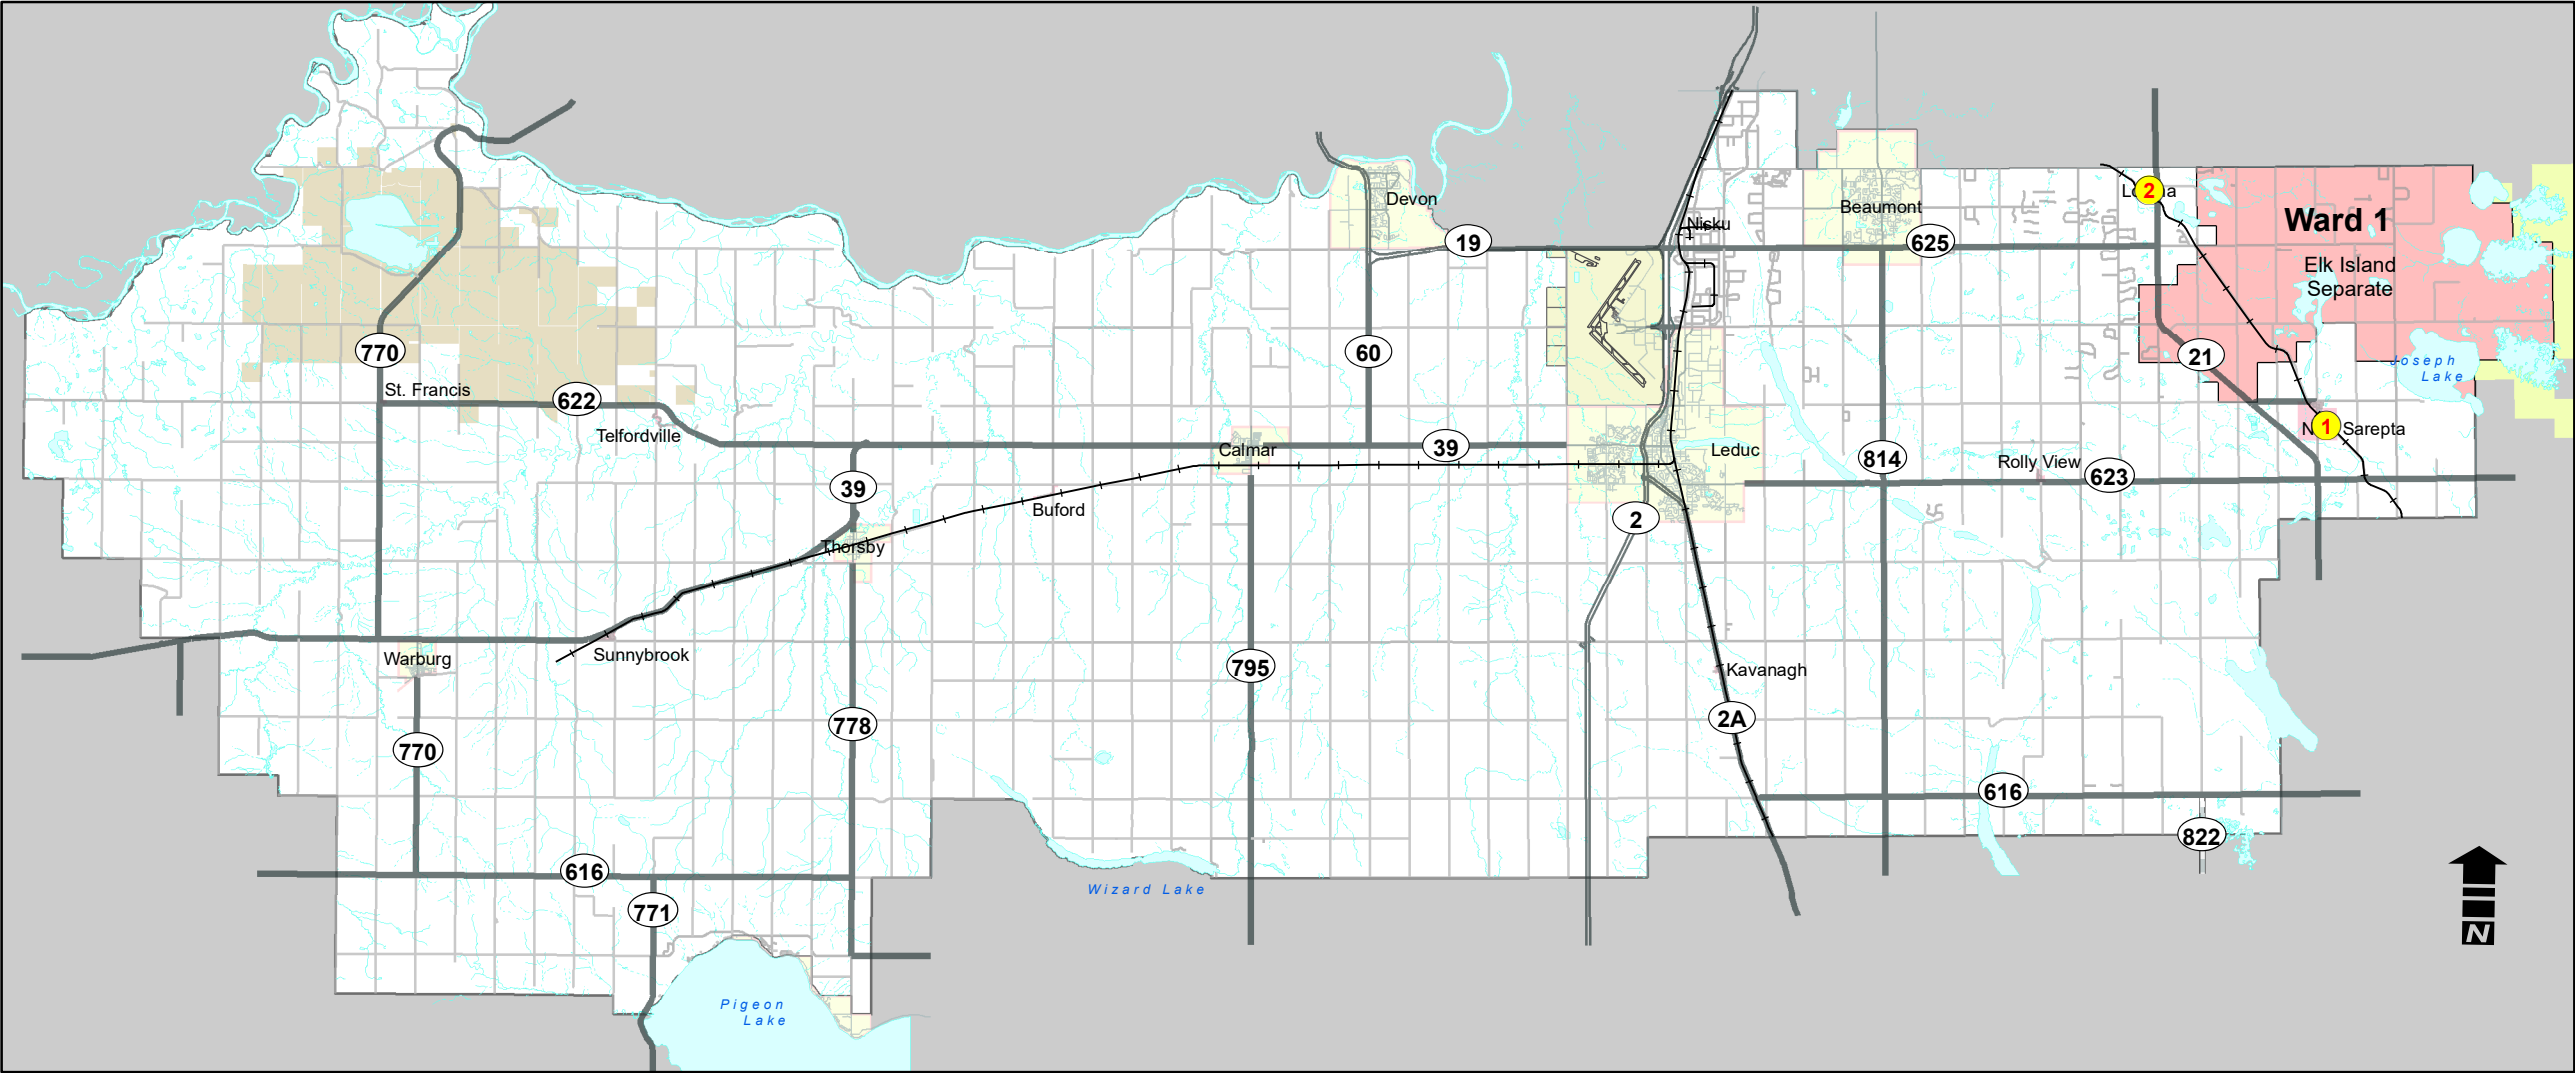 Devon
Nisku
Beaumont
2
Ward 1
Elk Island
Separate
19
625
770
60
21
Joseph
Lake
St. Francis
622
Telfordville
Calmar
39
Leduc
814
Rolly View
623
1
Sarepta
39
Buford
2
Thorsby
Warburg
Sunnybrook
795
Kavanagh
2A
770
778
616
822
616
771
Wizard Lake
Pigeon
Lake
N